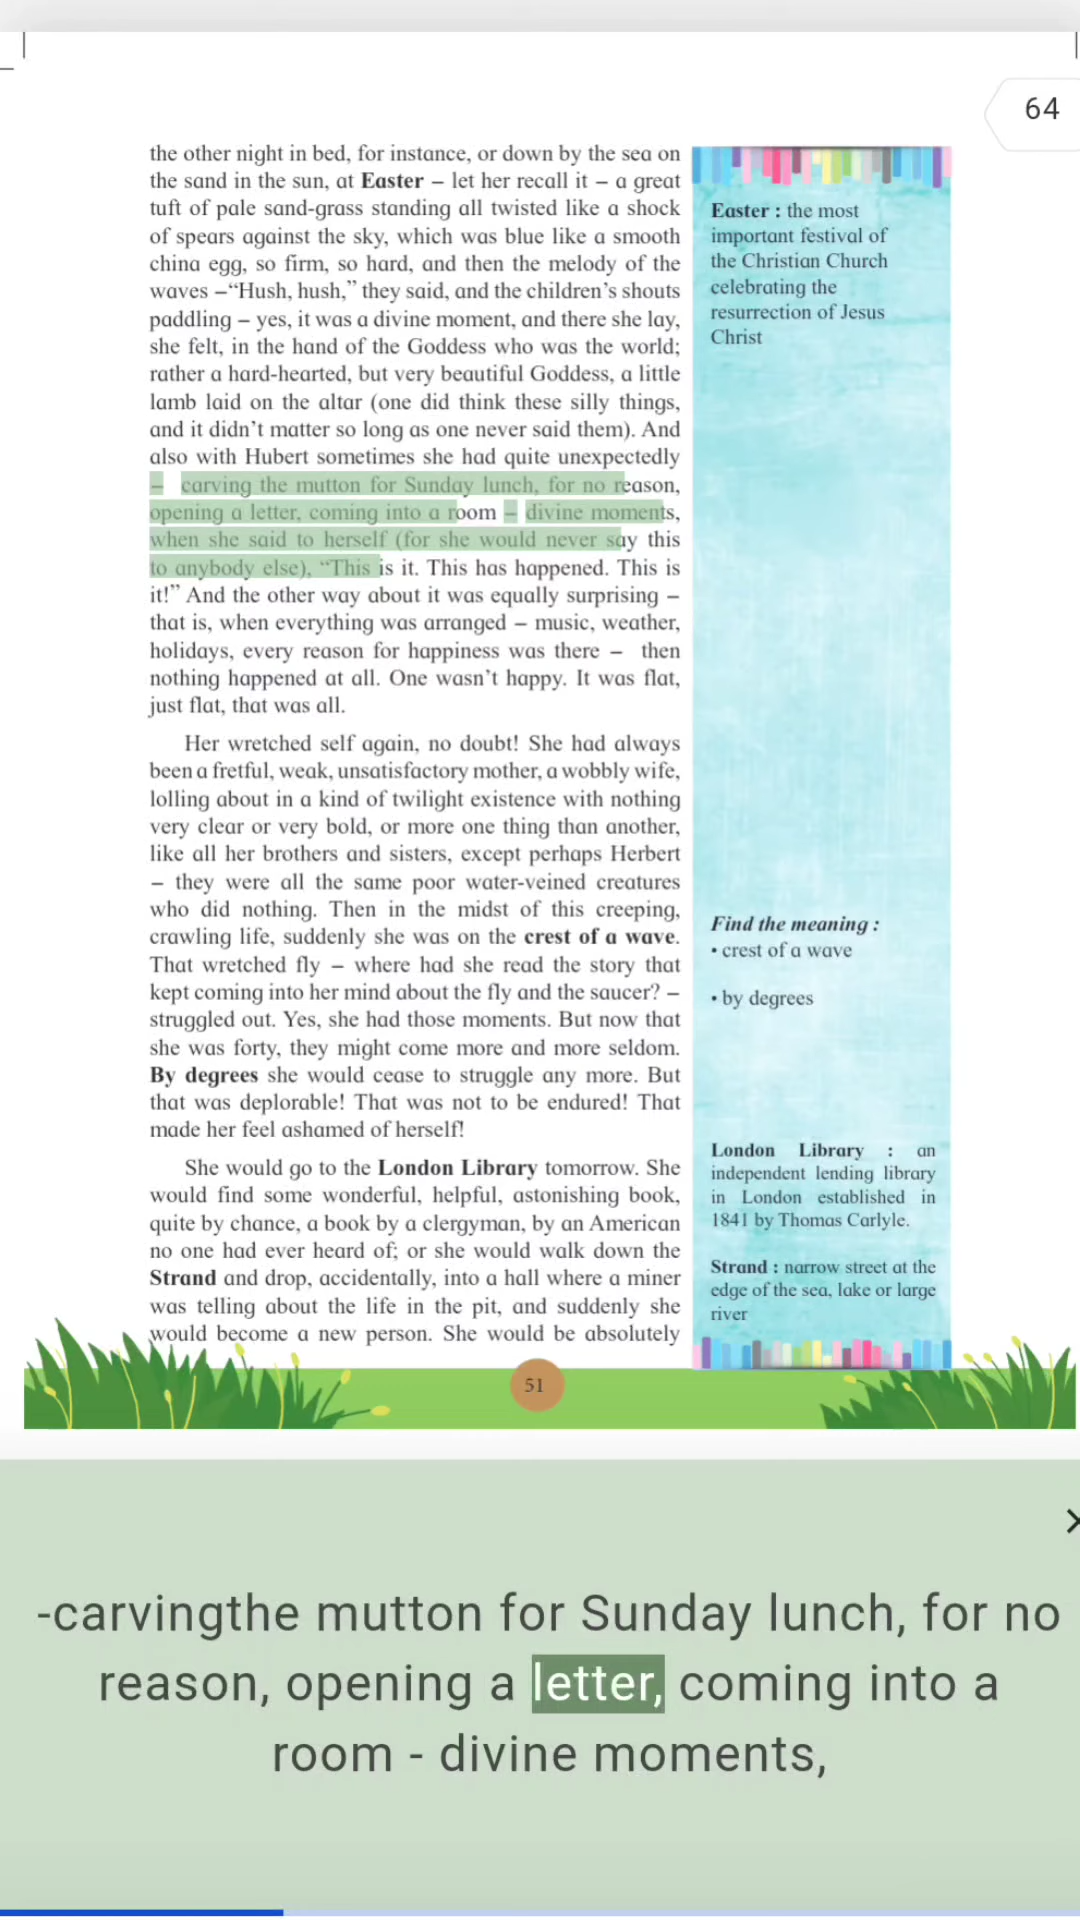 64
the other night in bed, for instance, or down by the sea on
the sand in the sun, at Easter – let her recall it – a great
tuft of pale sand-grass standing all twisted like a shock
of spears against the sky, which was blue like a smooth
china egg, so firm, so hard, and then the melody of the
waves –“Hush, hush,” they said, and the children’s shouts
paddling – yes, it was a divine moment, and there she lay,
she felt, in the hand of the Goddess who was the world;
rather a hard-hearted, but very beautiful Goddess, a little
lamb laid on the altar (one did think these silly things,
and it didn’t matter so long as one never said them). And
also with Hubert sometimes she had quite unexpectedly
– carving the mutton for Sunday lunch, for no reason,
opening a letter, coming into a room – divine moments,
when she said to herself (for she would never say this
to anybody else), “This is it. This has happened. This is
it!” And the other way about it was equally surprising –
that is, when everything was arranged – music, weather,
holidays, every reason for happiness was there – then
nothing happened at all. One wasn’t happy. It was flat,
just flat, that was all.
Her wretched self again, no doubt! She had always
been a fretful, weak, unsatisfactory mother, a wobbly wife,
lolling about in a kind of twilight existence with nothing
very clear or very bold, or more one thing than another,
like all her brothers and sisters, except perhaps Herbert
– they were all the same poor water-veined creatures
who did nothing. Then in the midst of this creeping,
crawling life, suddenly she was on the crest of a wave.
That wretched fly – where had she read the story that
kept coming into her mind about the fly and the saucer? –
struggled out. Yes, she had those moments. But now that
she was forty, they might come more and more seldom.
By degrees she would cease to struggle any more. But
that was deplorable! That was not to be endured! That
made her feel ashamed of herself!
She would go to the London Library tomorrow. She
would find some wonderful, helpful, astonishing book,
quite by chance, a book by a clergyman, by an American
no one had ever heard of; or she would walk down the
Strand and drop, accidentally, into a hall where a miner
was telling about the life in the pit, and suddenly she
would become a new person. She would be absolutely
Easter : the most
important festival of
the Christian Church
celebrating the
resurrection of Jesus
Christ
Find the meaning :
• crest of a wave
• by degrees
London Library : an
independent lending library
in London established in
1841 by Thomas Carlyle.
Strand : narrow street at the
edge of the sea, lake or large
river
51
-carvingthe mutton for Sunday lunch, for no
reason, opening a letter, coming into a
room - divine moments,